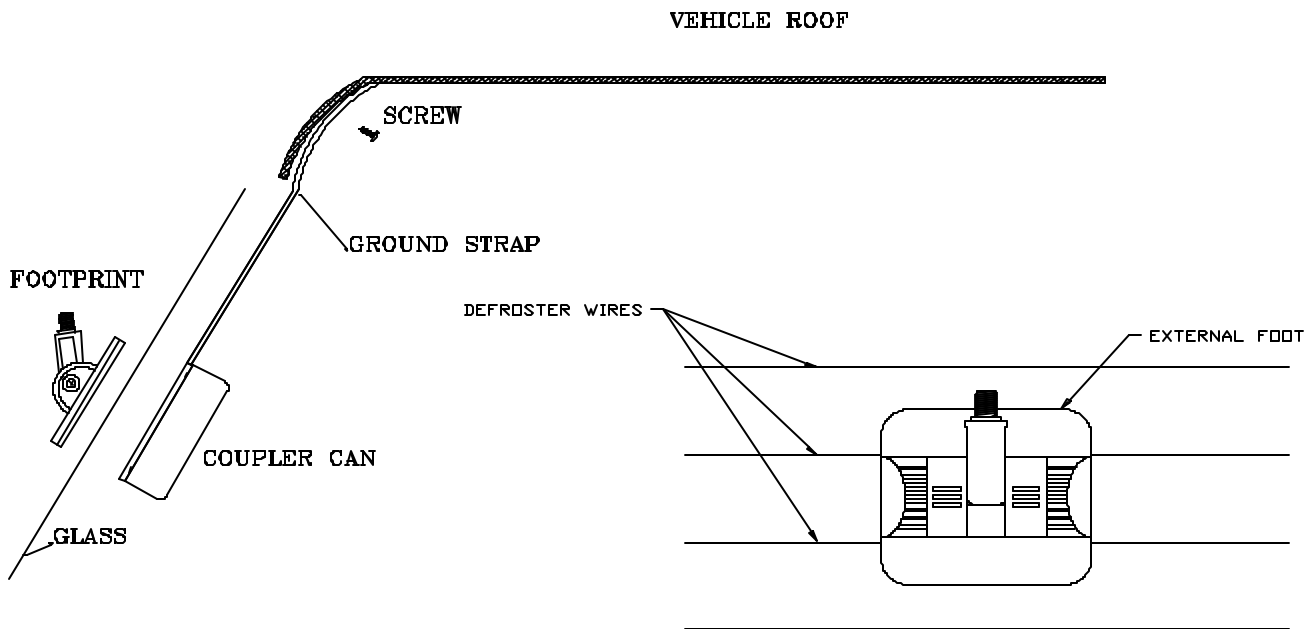 VEHICLE ROOF
SCREW
GROUND STRAP
FOOTPRINT
DEFROSTER WIRES
EXTERNAL FOOT
COUPLER CAN
GLASS